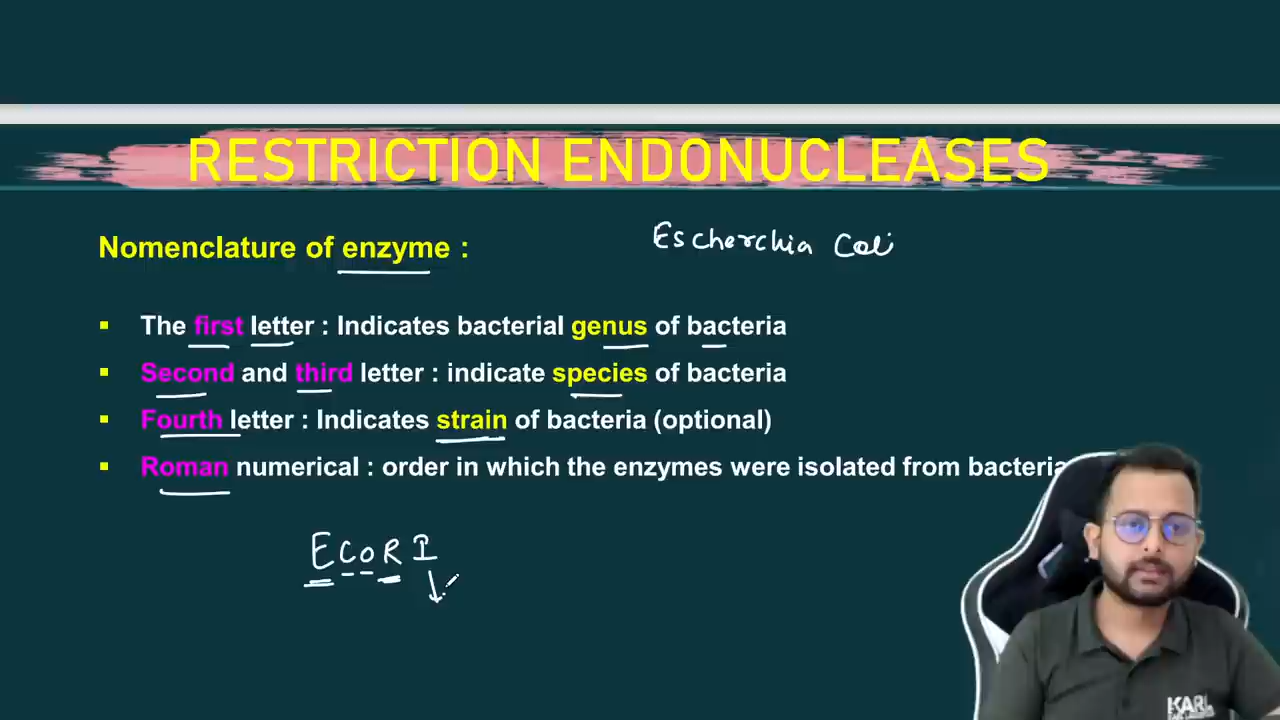 RESTRICTION ENDONUCLEASES
Nomenclature of enzyme :
Escherchia Coli
▪ The first letter : Indicates bacterial genus of bacteria
▪ Second and third letter : indicate species of bacteria
▪ Fourth letter : Indicates strain of bacteria (optional)
▪ Roman numerical : order in which the enzymes were isolated from bacteria
ECoR I
KARL